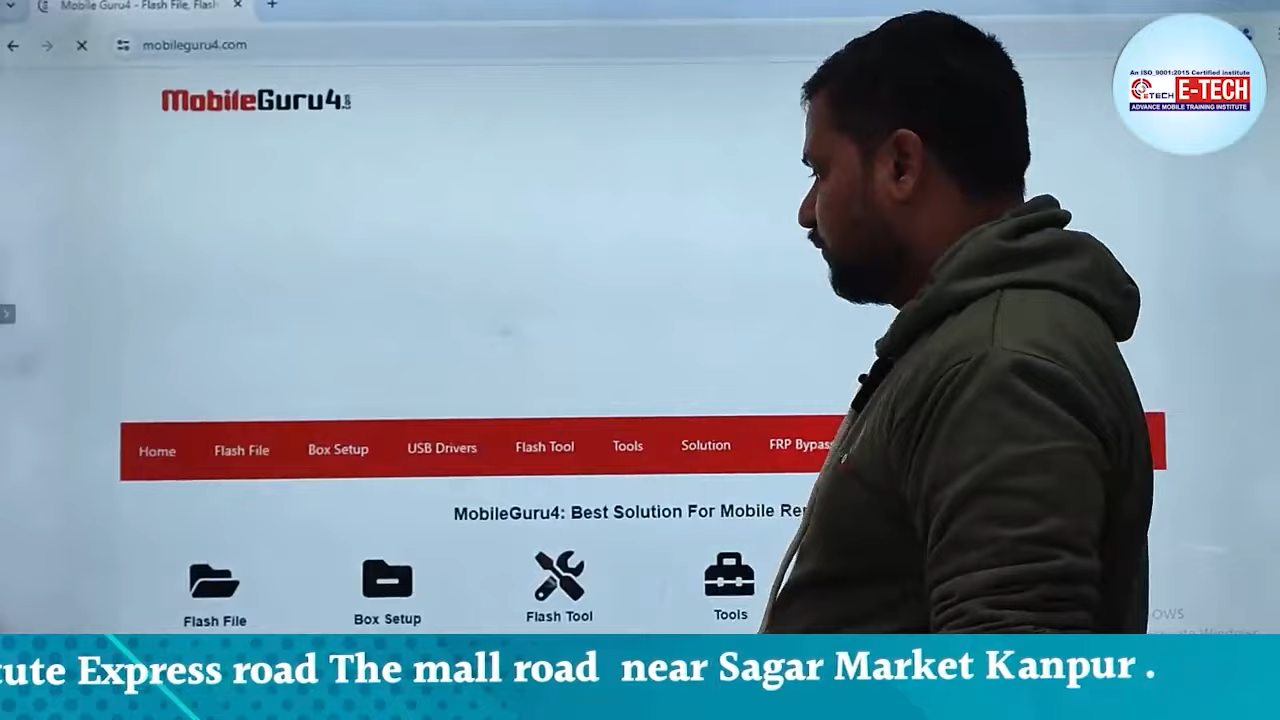 Mobile Guru4 - Flash File, Flash
mobileguru4.com
MobileGuru4
An ISO 9001:2015 Certified Institute
ETECH E-TECH
ADVANCE MOBILE TRAINING INSTITUTE
Home Flash File Box Setup USB Drivers Flash Tool Tools Solution FRP Bypass
MobileGuru4: Best Solution For Mobile
Flash File Box Setup Flash Tool Tools
Express road The mall road near Sagar Market Kanpur .